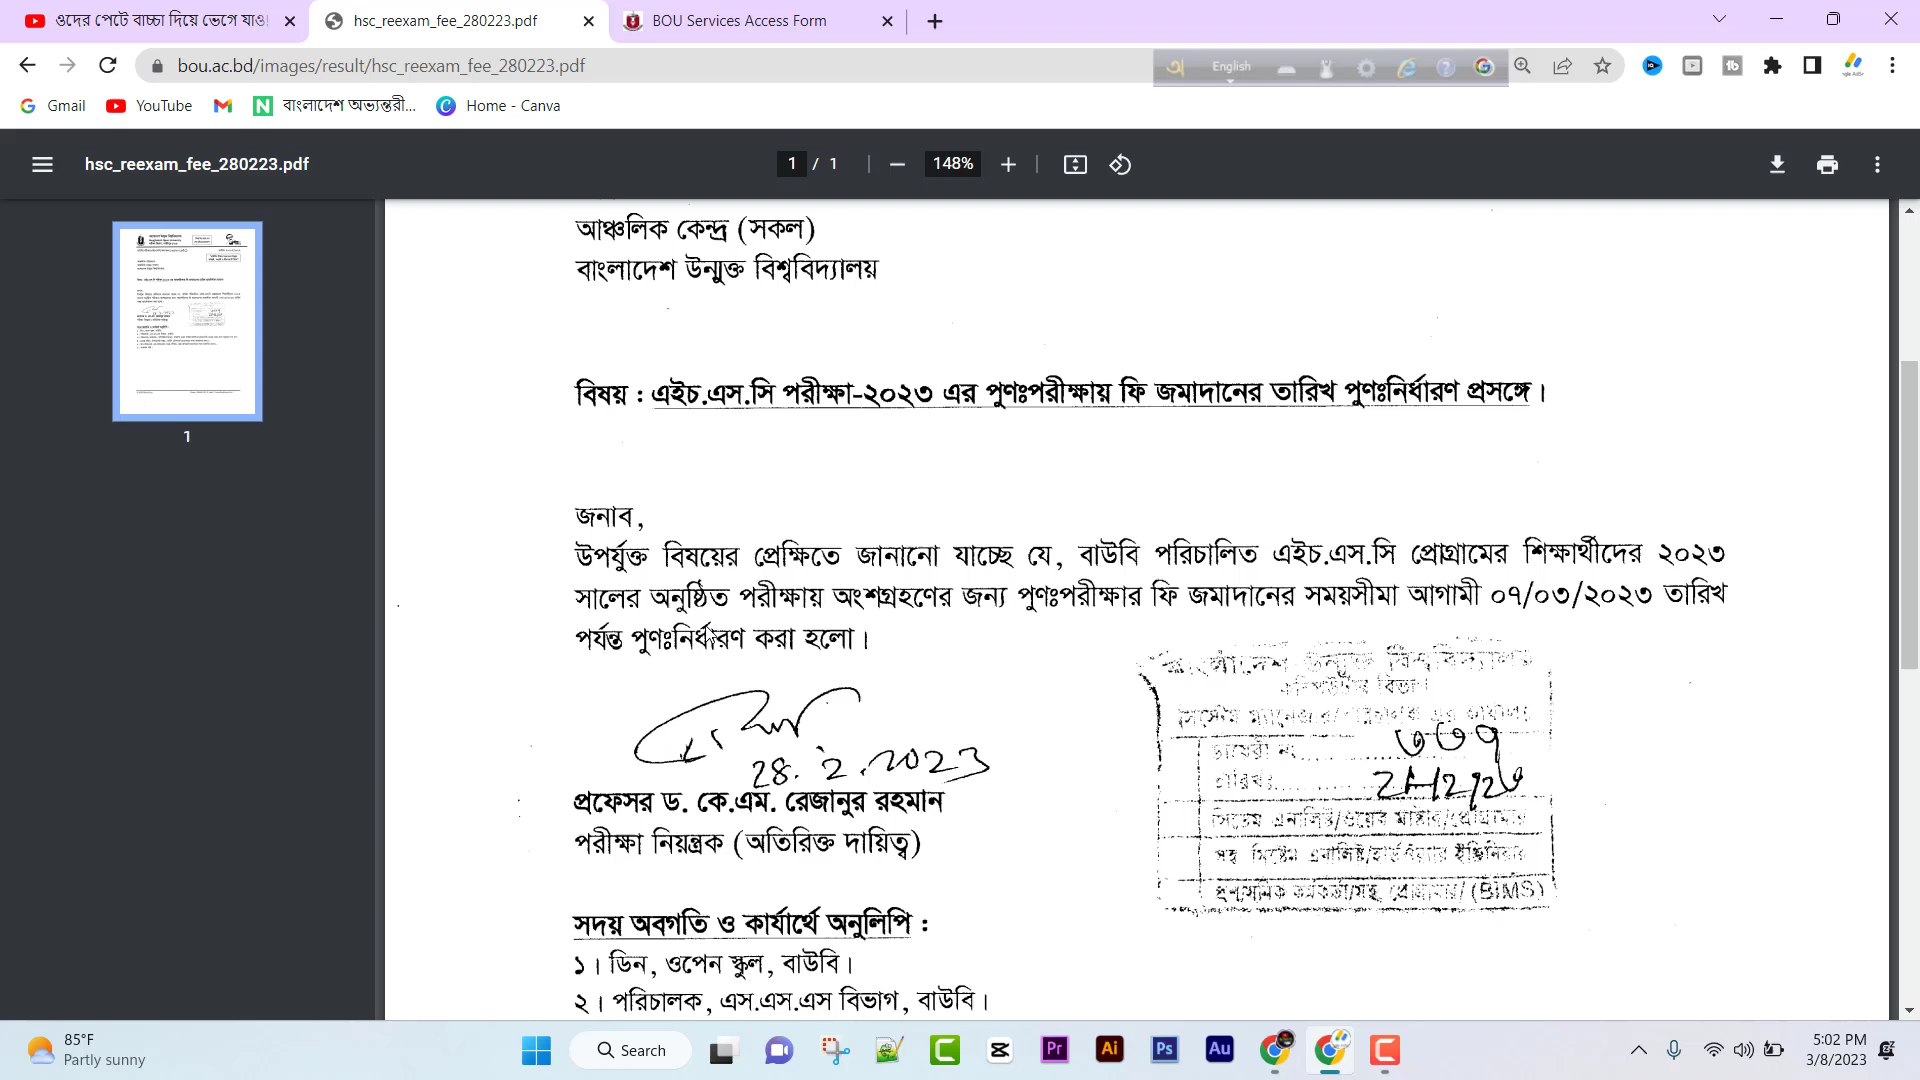 ওদের পেটে বাচ্চা দিয়ে ভেগে যাও!
hsc_reexam_fee_280223.pdf
BOU Services Access Form
bou.ac.bd/images/result/hsc_reexam_fee_280223.pdf
English
Gmail
YouTube
বাংলাদেশ অভ্যন্তরী...
Home - Canva
hsc_reexam_fee_280223.pdf
1 / 1
148%
1
আঞ্চলিক কেন্দ্র (সকল)
বাংলাদেশ উন্মুক্ত বিশ্ববিদ্যালয়
বিষয় : এইচ.এস.সি পরীক্ষা-২০২৩ এর পুণঃপরীক্ষায় ফি জমাদানের তারিখ পুণঃনির্ধারণ প্রসঙ্গে।
জনাব,
উপর্যুক্ত বিষয়ের প্রেক্ষিতে জানানো যাচ্ছে যে, বাউবি পরিচালিত এইচ.এস.সি প্রোগ্রামের শিক্ষার্থীদের ২০২৩
সালের অনুষ্ঠিত পরীক্ষায় অংশগ্রহণের জন্য পুণঃপরীক্ষার ফি জমাদানের সময়সীমা আগামী ০৭/০৩/২০২৩ তারিখ
পর্যন্ত পুণঃনির্ধারণ করা হলো।
28.2.2023
প্রফেসর ড. কে.এম. রেজানুর রহমান
পরীক্ষা নিয়ন্ত্রক (অতিরিক্ত দায়িত্ব)
বাংলাদেশ উন্মুক্ত বিশ্ববিদ্যালয়
(BIMS)
সদয় অবগতি ও কার্যার্থে অনুলিপি :
১। ডিন, ওপেন স্কুল, বাউবি।
২। পরিচালক, এস.এস.এস বিভাগ, বাউবি।
85°F
Partly sunny
Search
5:02 PM
3/8/2023